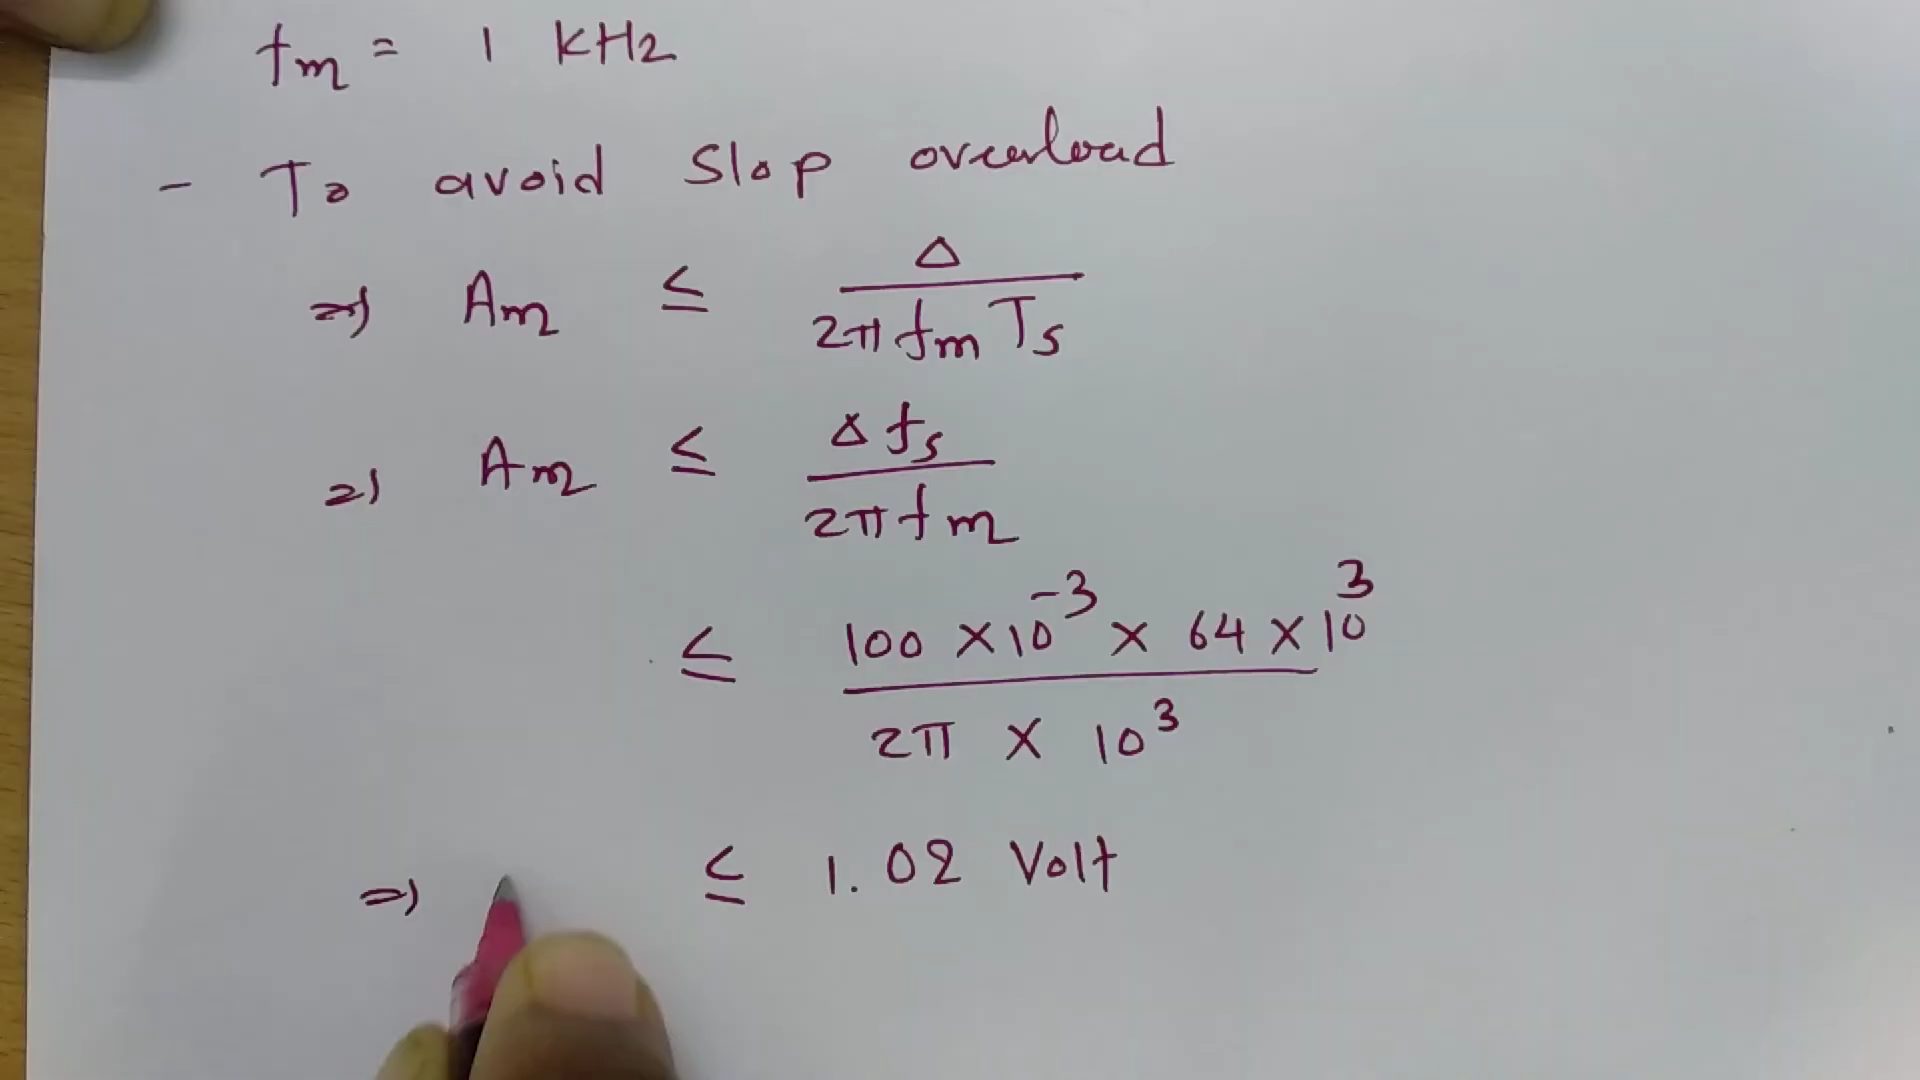 fm = 1 KHz
- To avoid Slop overload
⇒ Am ≤ Δ / 2π fm Ts
⇒ Am ≤ Δ fs / 2π fm
≤ 100 × 10^-3 × 64 × 10^3 / 2π × 10^3
⇒ ≤ 1.02 Volt